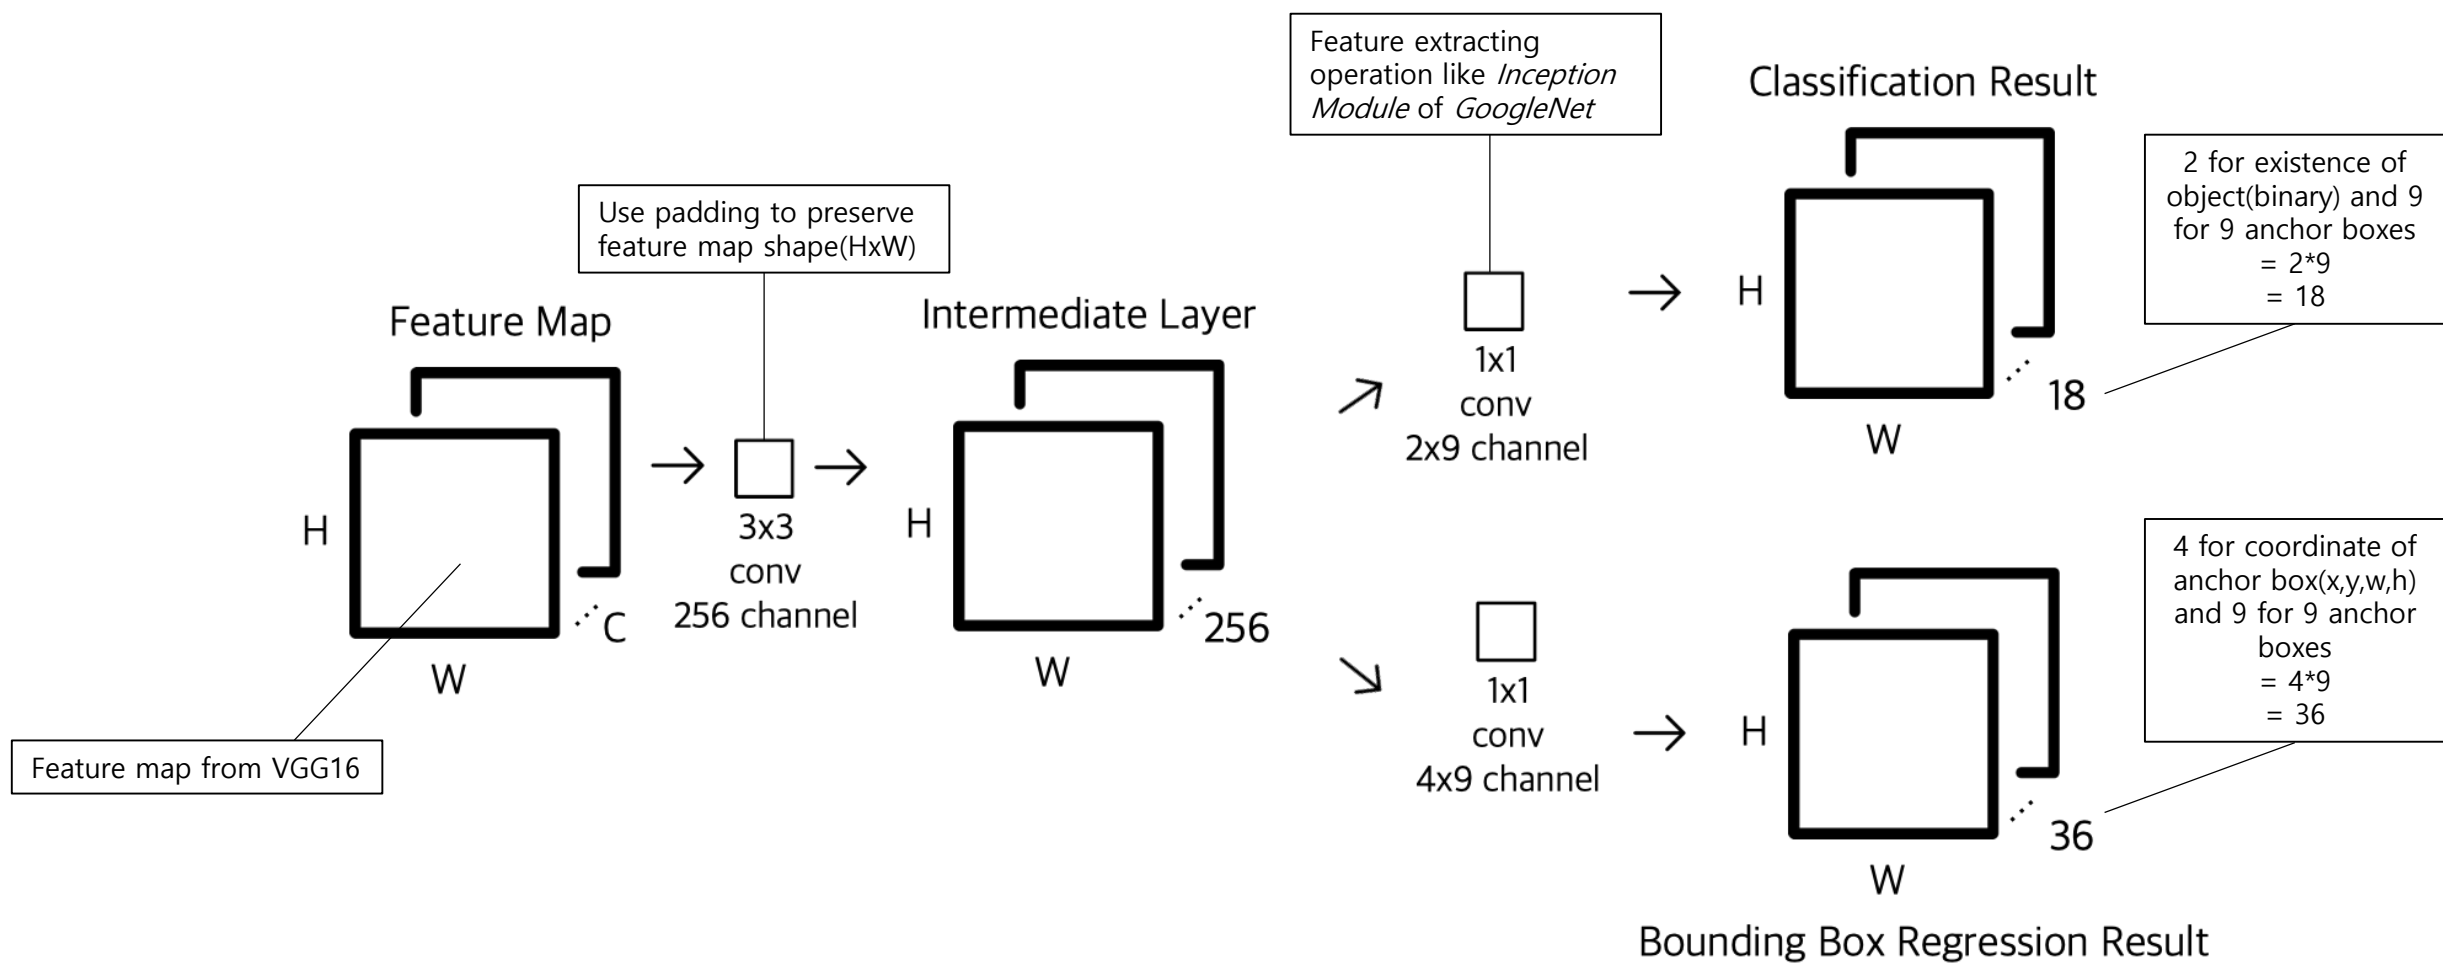 Feature map from VGG16
Feature Map
H
W
C
Use padding to preserve
feature map shape(HxW)
3x3
conv
256 channel
Intermediate Layer
H
W
256
Feature extracting
operation like Inception
Module of GoogleNet
1x1
conv
2x9 channel
Classification Result
H
W
18
2 for existence of
object(binary) and 9
for 9 anchor boxes
= 2*9
= 18
1x1
conv
4x9 channel
H
W
36
Bounding Box Regression Result
4 for coordinate of
anchor box(x,y,w,h)
and 9 for 9 anchor
boxes
= 4*9
= 36